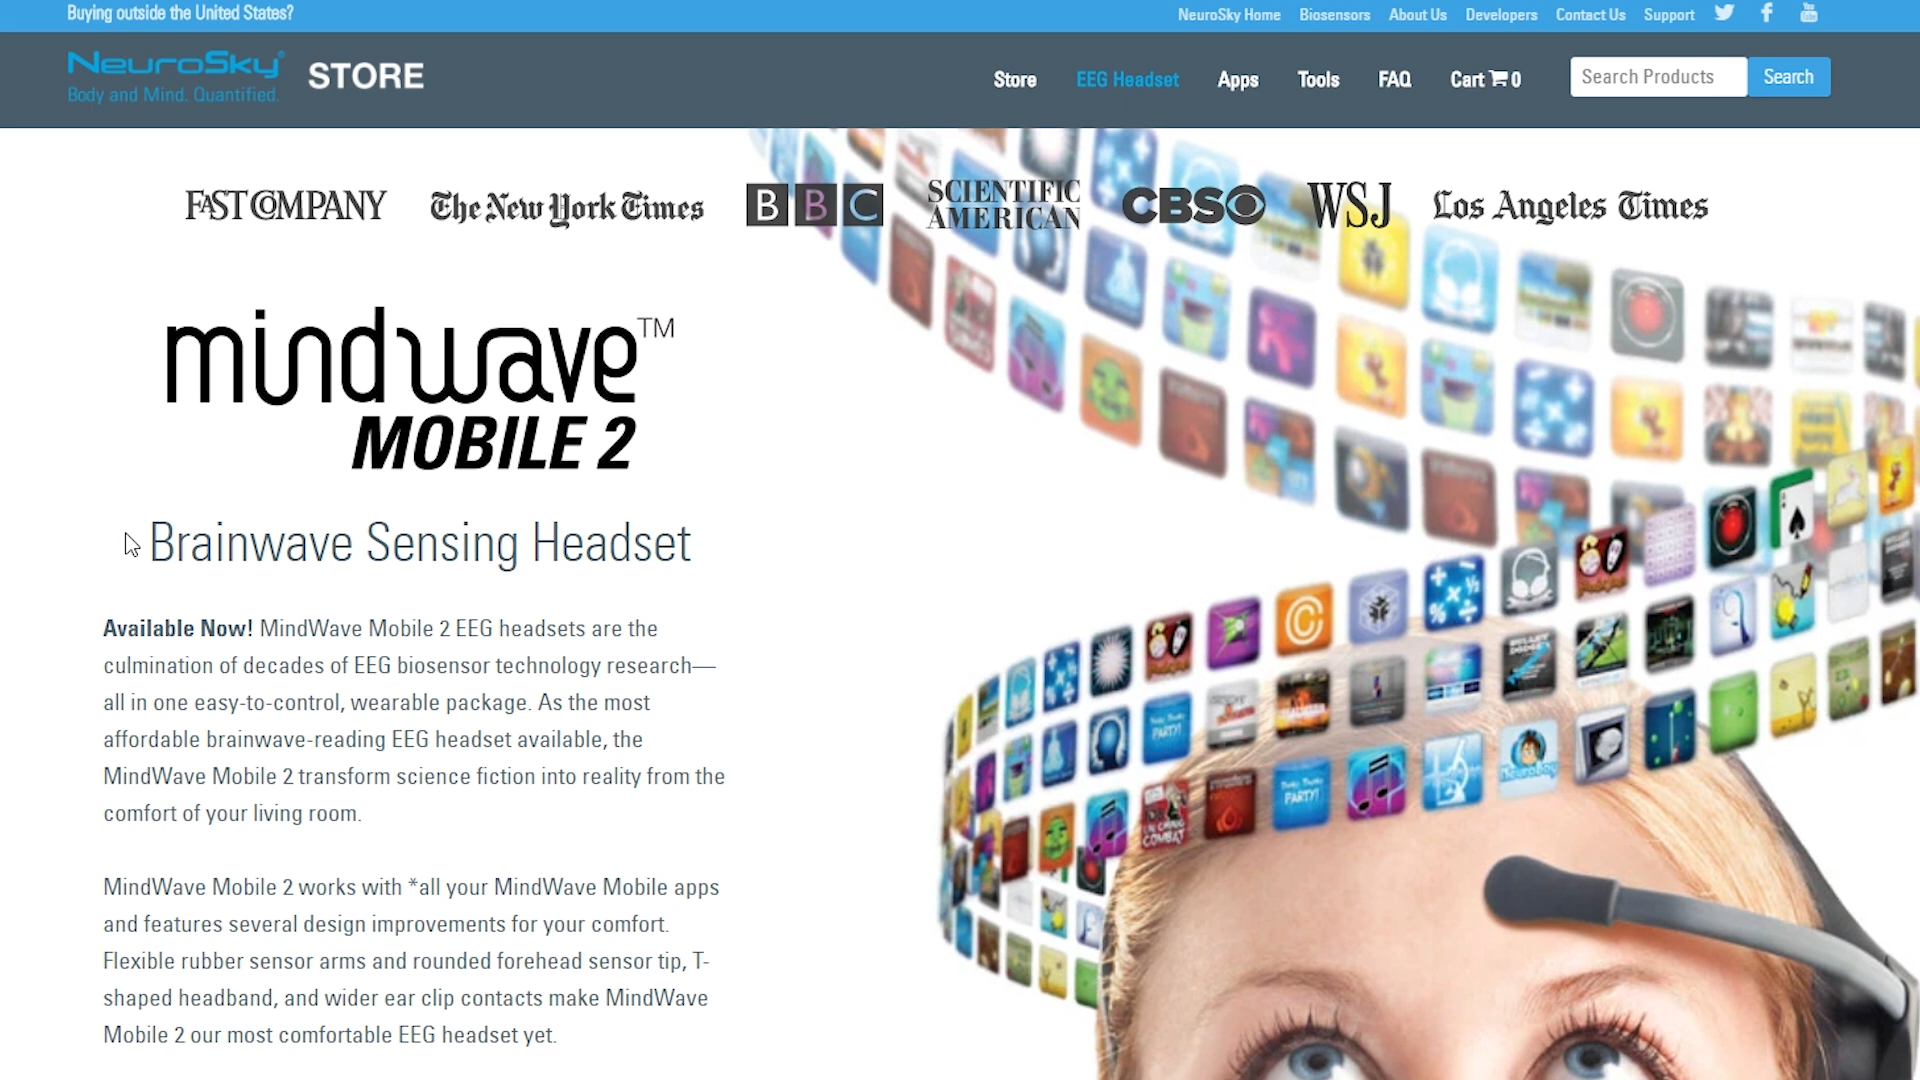 Buying outside the United States?
NeuroSky Home Biosensors About Us Developers Contact Us Support
NeuroSky®
Body and Mind. Quantified.
STORE
Store EEG Headset Apps Tools FAQ Cart 0
Search Products Search
FAST COMPANY
The New York Times
BBC
SCIENTIFIC
AMERICAN
CBS
WSJ
Los Angeles Times
mindwave™
MOBILE 2
Brainwave Sensing Headset
Available Now! MindWave Mobile 2 EEG headsets are the
culmination of decades of EEG biosensor technology research—
all in one easy-to-control, wearable package. As the most
affordable brainwave-reading EEG headset available, the
MindWave Mobile 2 transform science fiction into reality from the
comfort of your living room.
MindWave Mobile 2 works with *all your MindWave Mobile apps
and features several design improvements for your comfort.
Flexible rubber sensor arms and rounded forehead sensor tip, T-
shaped headband, and wider ear clip contacts make MindWave
Mobile 2 our most comfortable EEG headset yet.
PARTY!
PARTY!
NeuroBoy
COMBAT